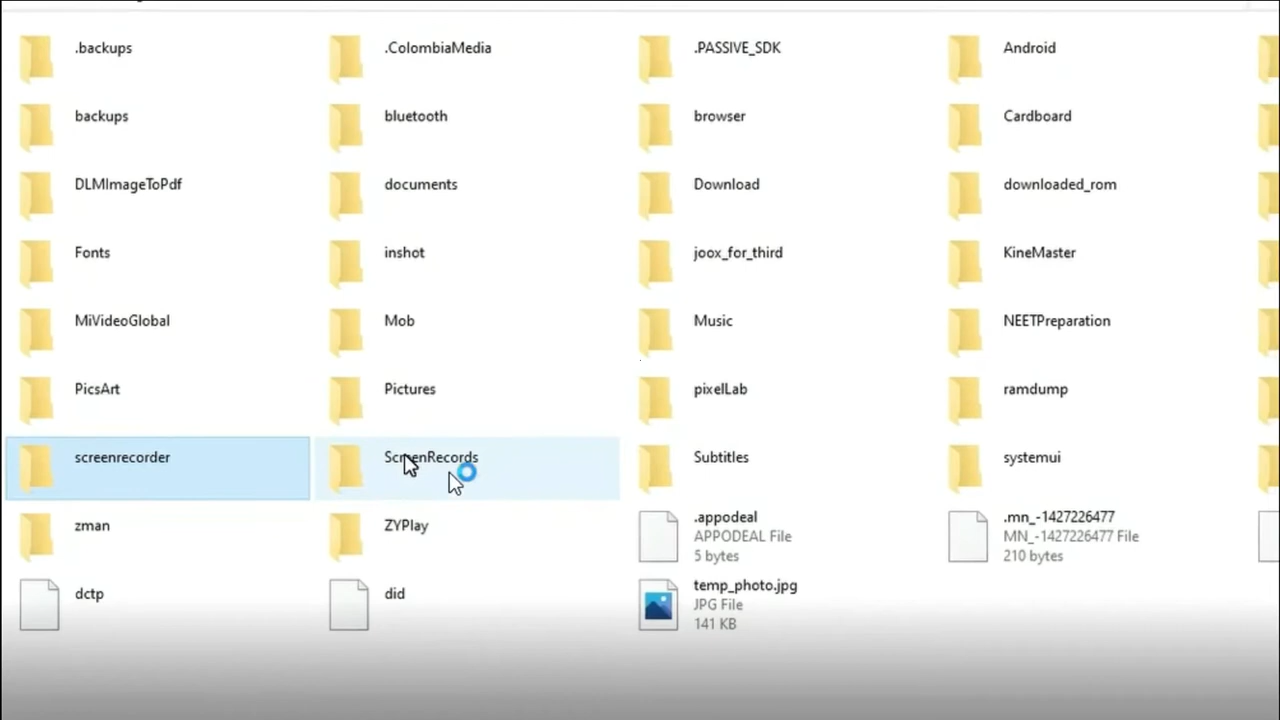 .backups
.ColombiaMedia
.PASSIVE_SDK
Android
backups
bluetooth
browser
Cardboard
DLMImageToPdf
documents
Download
downloaded_rom
Fonts
inshot
joox_for_third
KineMaster
MiVideoGlobal
Mob
Music
NEETPreparation
PicsArt
Pictures
pixelLab
ramdump
screenrecorder
ScreenRecords
Subtitles
systemui
zman
ZYPlay
.appodeal
APPODEAL File
5 bytes
.mn_-1427226477
MN_-1427226477 File
210 bytes
dctp
did
temp_photo.jpg
JPG File
141 KB